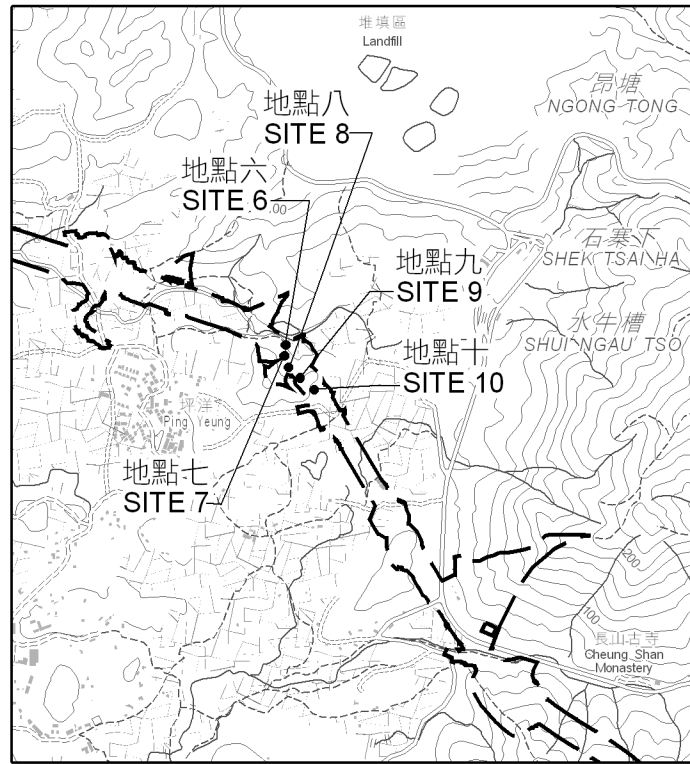 堆填區
Landfill
昂塘
NGONG TONG
地點八
SITE 8
地點六
SITE 6
00
石寨下
SHEK TSAI HA
地點九
SITE 9
水牛槽
SHUI NGAU TSO
地點十
SITE 10
坪洋
Ping Yeung
地點七
SITE 7
200
100
長山古寺
Cheung Shan
Monastery